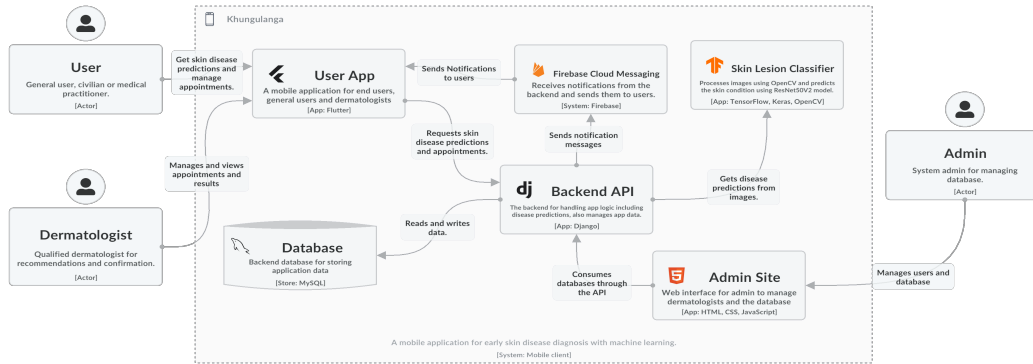 Khungulanga
User
General user, civilian or medical
practitioner.
[Actor]
Get skin disease
predictions and
manage
appointments.
User App
A mobile application for end users,
general users and dermatologists
[App: Flutter]
Sends Notifications
to users
Firebase Cloud Messaging
Receives notifications from the
backend and sends them to users.
[System: Firebase]
Skin Lesion Classifier
Processes images using OpenCV and predicts
the skin condition using ResNet50V2 model.
[App: TensorFlow, Keras, OpenCV]
Requests skin
disease predictions
and appointments.
Sends notification
messages
Admin
System admin for managing
database.
[Actor]
Manages and views
appointments and
results
dj
Backend API
The backend for handling app logic including
disease predictions, also manages app data.
[App: Django]
Gets disease
predictions from
images.
Dermatologist
Qualified dermatologist for
recommendations and confirmation.
[Actor]
Reads and writes
data.
Database
Backend database for storing
application data
[Store: MySQL]
Consumes
databases through
the API
5
Admin Site
Web interface for admin to manage
dermatologists and the database
[App: HTML, CSS, JavaScript]
Manages users and
database
A mobile application for early skin disease diagnosis with machine learning.
[System: Mobile client]